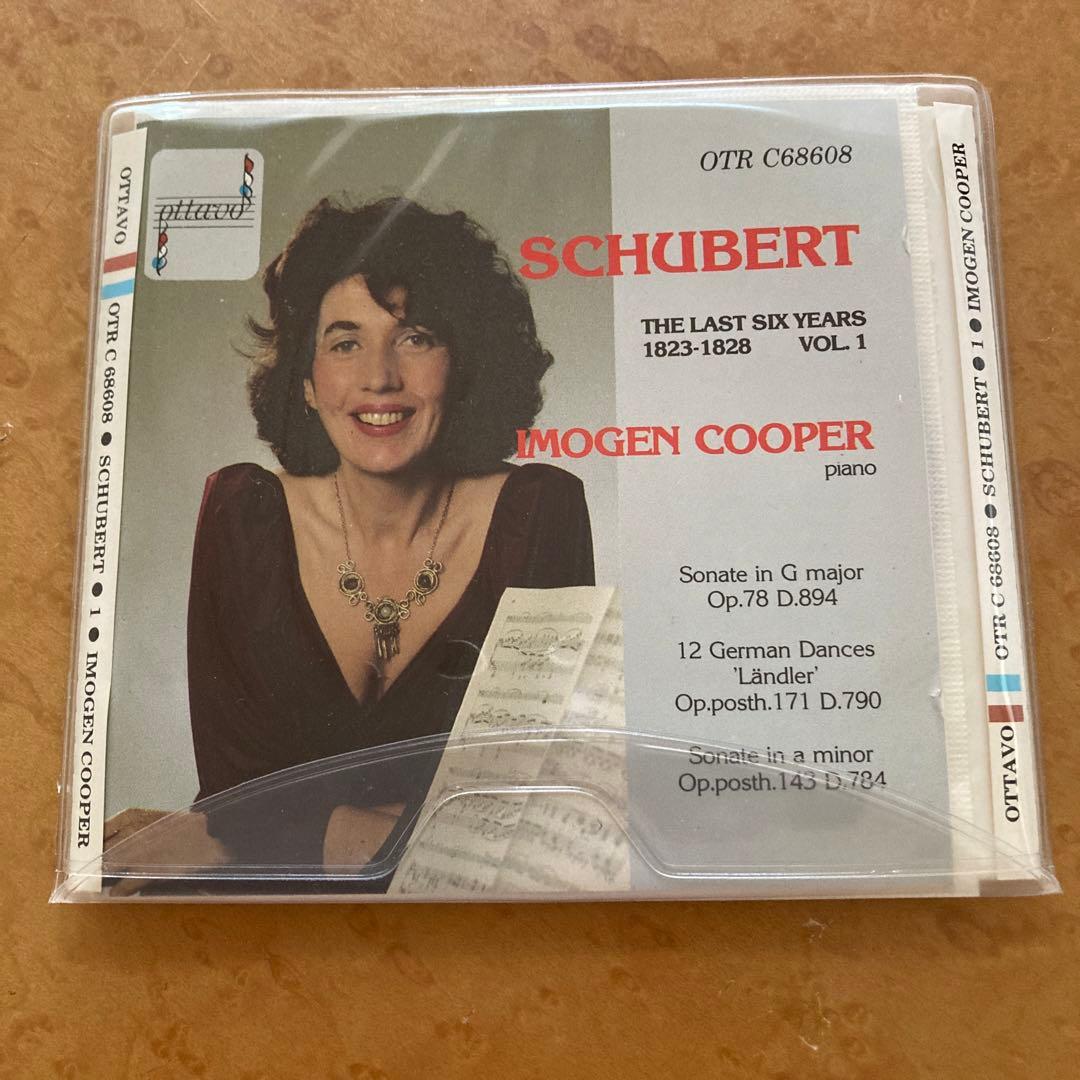 OTTAVO
OTR C 68608 ● SCHUBERT ● 1 ● IMOGEN COOPER
ottavo
OTR C68608
SCHUBERT
THE LAST SIX YEARS
1823-1828 VOL. 1
IMOGEN COOPER
piano
Sonate in G major
Op.78 D.894
12 German Dances
'Ländler'
Op.posth.171 D.790
Sonate in a minor
Op.posth.143 D.784
OTTAVO
OTR C 68608 ● SCHUBERT ● 1 ● IMOGEN COOPER